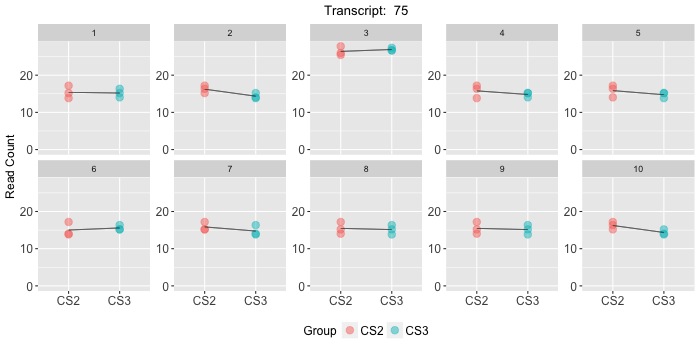 Transcript: 75
1 2 3 4 5
20
10
0
6 7 8 9 10
20
10
0
Read Count
CS2 CS3 CS2 CS3 CS2 CS3 CS2 CS3 CS2 CS3
Group CS2 CS3